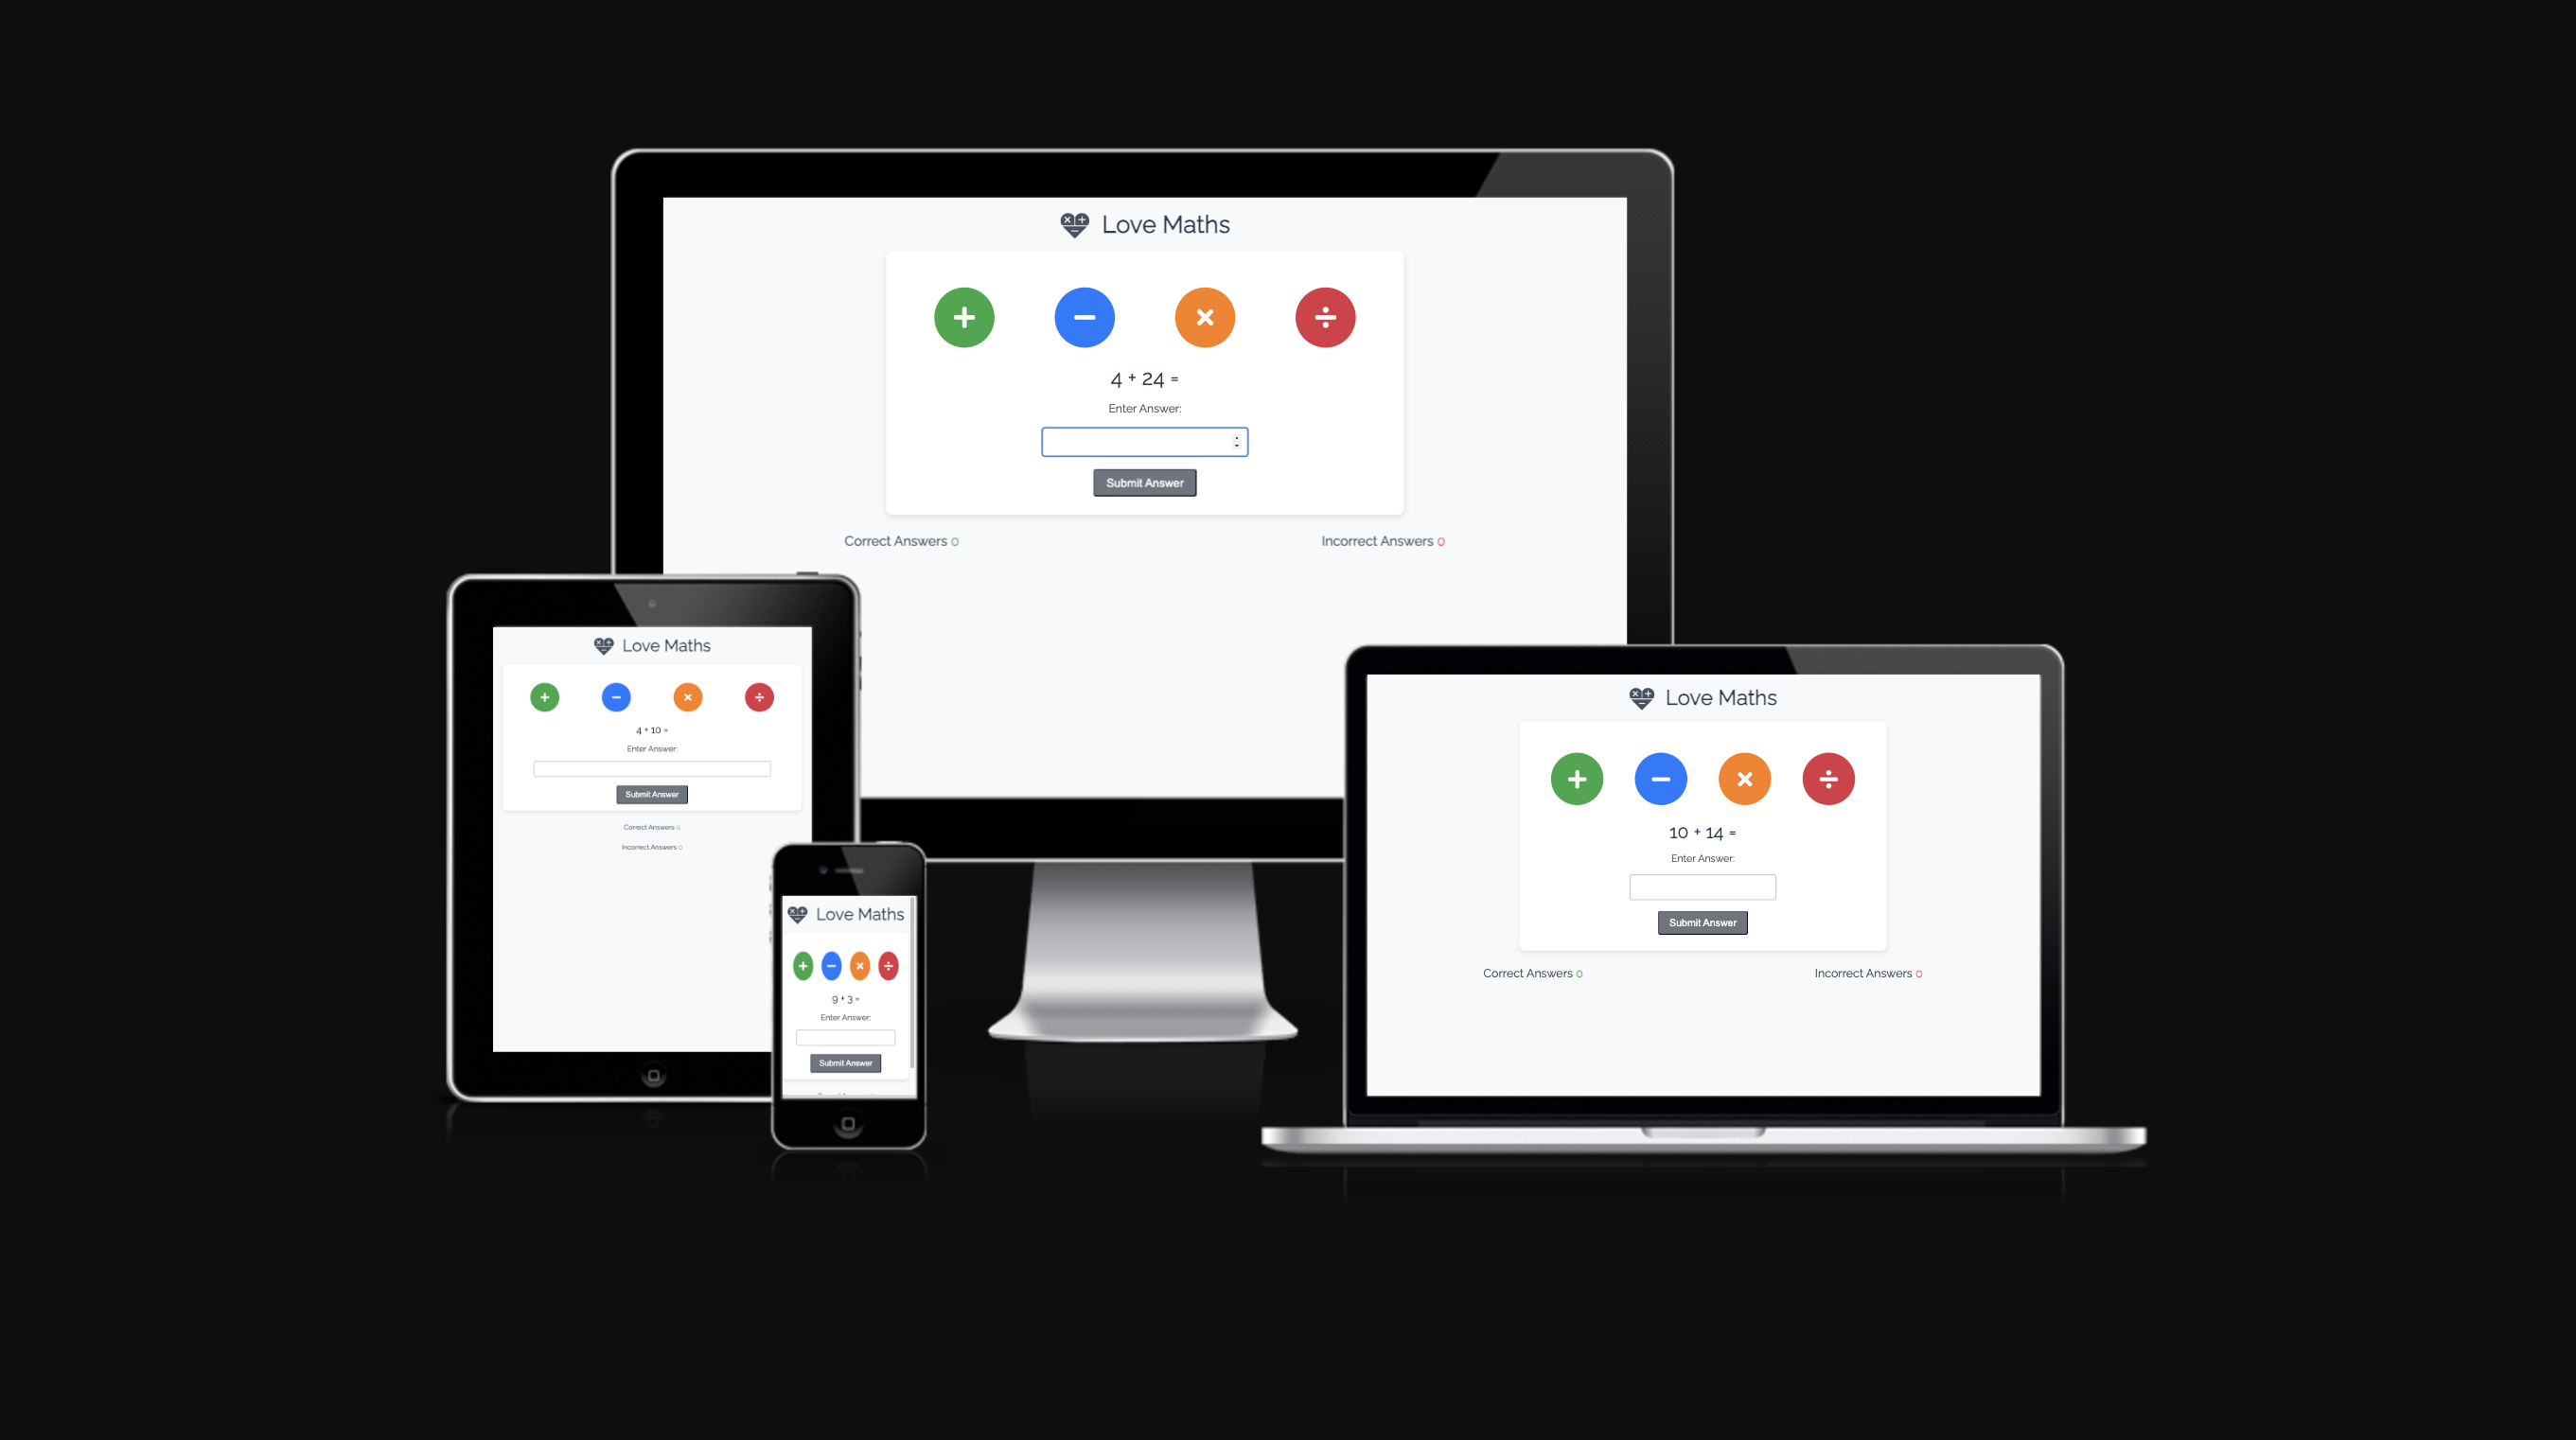 Love Maths
4 + 24 =
Enter Answer:
Submit Answer
Correct Answers 0
Incorrect Answers 0
Love Maths
4 + 10 =
Enter Answer:
Submit Answer
Correct Answers 0
Incorrect Answers 0
Love Maths
9 + 3 =
Enter Answer:
Submit Answer
Love Maths
10 + 14 =
Enter Answer:
Submit Answer
Correct Answers 0
Incorrect Answers 0